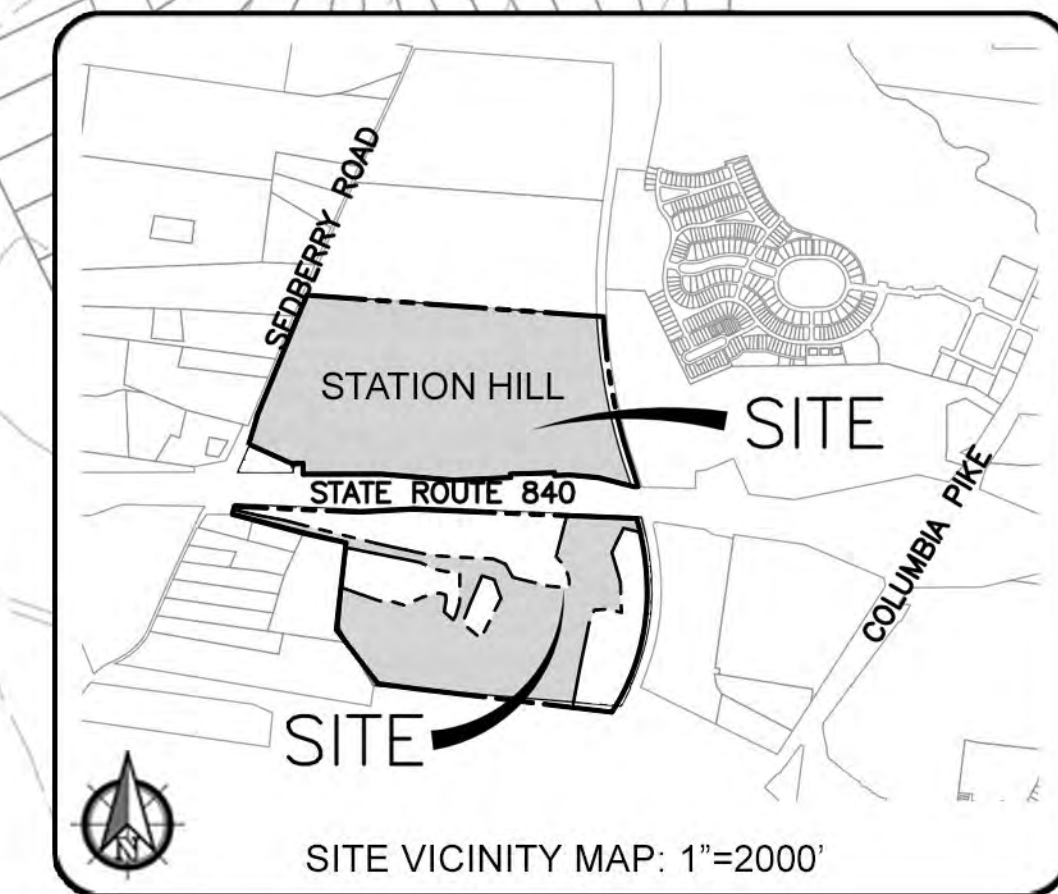 SEDBERRY ROAD
STATION HILL
SITE
STATE ROUTE 840
COLUMBIA PIKE
SITE
N
SITE VICINITY MAP: 1"=2000'